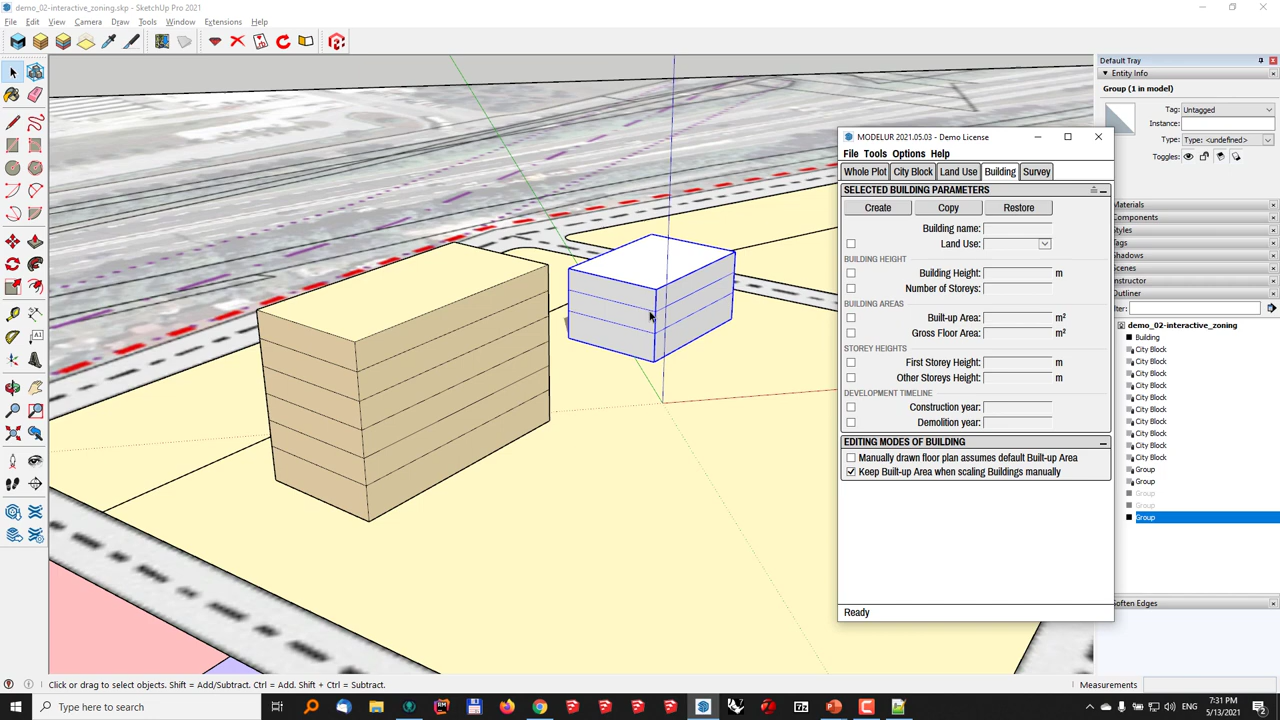 demo_02-interactive_zoning.skp - SketchUp Pro 2021
File Edit View Camera Draw Tools Window Extensions Help
Default Tray
Entity Info
Group (1 in model)
Tag: Untagged
Instance:
Type: Type: <undefined>
Toggles:
Materials
Components
Styles
Tags
Shadows
Scenes
Instructor
Outliner
Filter:
demo_02-interactive_zoning
Building
City Block
City Block
City Block
City Block
City Block
City Block
City Block
City Block
City Block
City Block
Group
Group
Group
Group
Group
Soften Edges
MODELUR 2021.05.03 - Demo License
File Tools Options Help
Whole Plot City Block Land Use Building Survey
SELECTED BUILDING PARAMETERS
Create Copy Restore
Building name:
Land Use:
BUILDING HEIGHT
Building Height: m
Number of Storeys:
BUILDING AREAS
Built-up Area: m²
Gross Floor Area: m²
STOREY HEIGHTS
First Storey Height: m
Other Storeys Height: m
DEVELOPMENT TIMELINE
Construction year:
Demolition year:
EDITING MODES OF BUILDING
Manually drawn floor plan assumes default Built-up Area
Keep Built-up Area when scaling Buildings manually
Ready
Click or drag to select objects. Shift = Add/Subtract. Ctrl = Add. Shift + Ctrl = Subtract.
Measurements
Type here to search
ENG
7:31 PM
5/13/2021